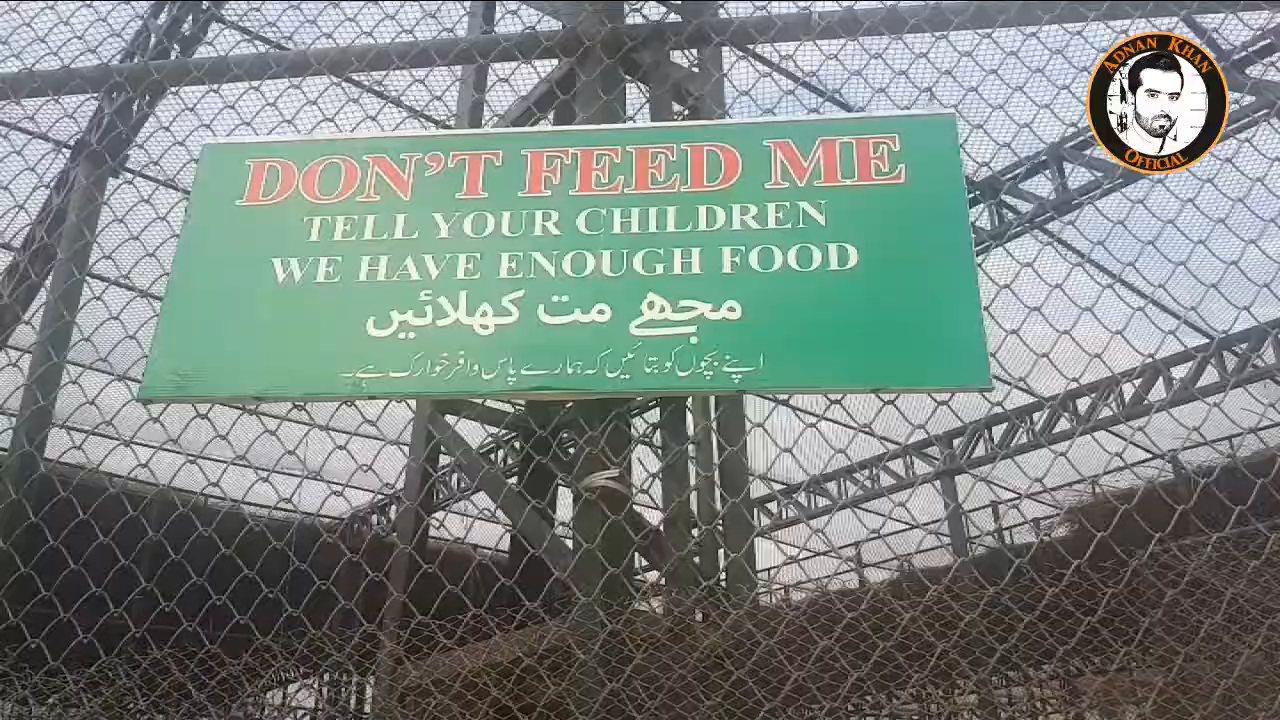 DON'T FEED ME
TELL YOUR CHILDREN
WE HAVE ENOUGH FOOD
مجھے مت کھلائیں
اپنے بچوں کو بتائیں کہ ہمارے پاس وافر خوارک ہے۔
ADNAN KHAN
OFFICIAL